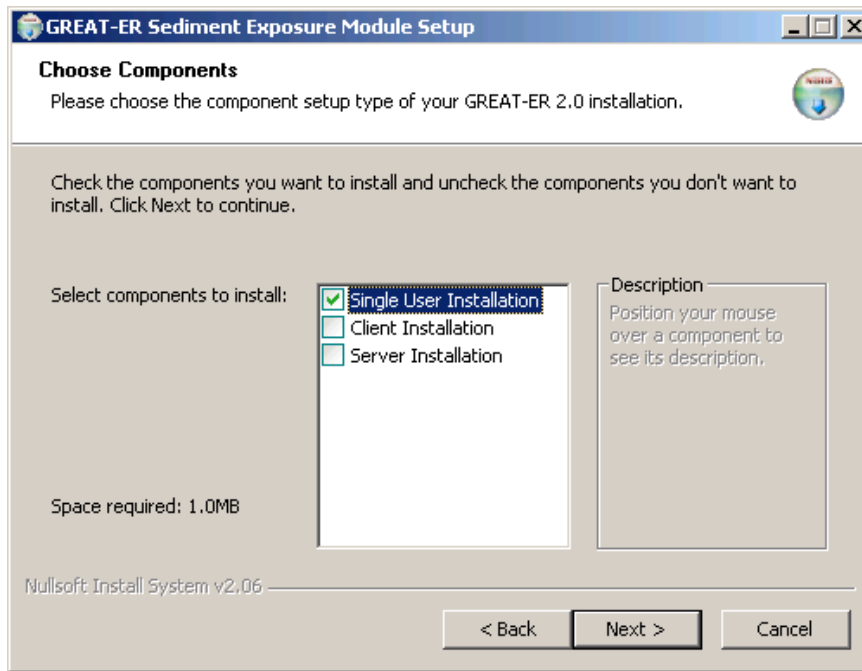 GREAT-ER Sediment Exposure Module Setup
Choose Components
Please choose the component setup type of your GREAT-ER 2.0 installation.
Check the components you want to install and uncheck the components you don't want to
install. Click Next to continue.
Select components to install:
Single User Installation
Client Installation
Server Installation
Description
Position your mouse
over a component to
see its description.
Space required: 1.0MB
Nullsoft Install System v2.06
< Back
Next >
Cancel